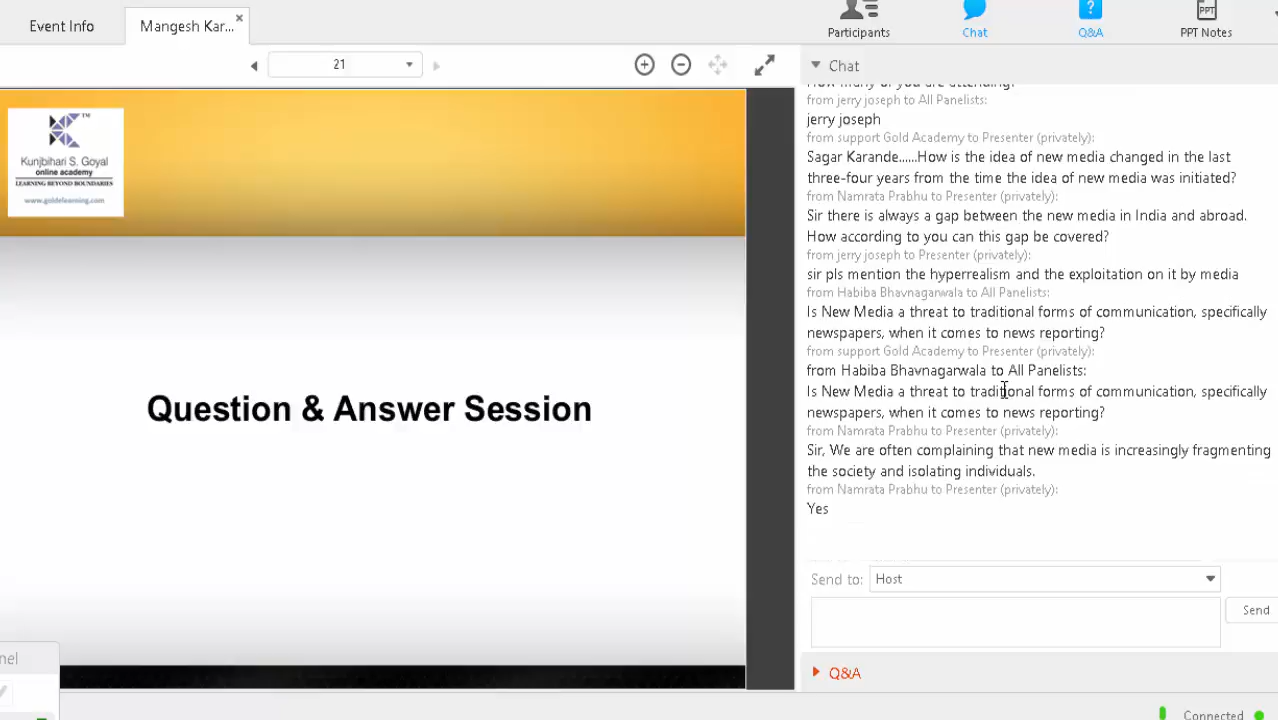 Event Info
Mangesh Kar...
Participants
Chat
Q&A
PPT Notes
21
TM
Kunjbihari S. Goyal
online academy
LEARNING BEYOND BOUNDARIES
www.goldelearning.com
Question & Answer Session
nel
Chat
How many of you are attending?
from jerry joseph to All Panelists:
jerry joseph
from support Gold Academy to Presenter (privately):
Sagar Karande......How is the idea of new media changed in the last
three-four years from the time the idea of new media was initiated?
from Namrata Prabhu to Presenter (privately):
Sir there is always a gap between the new media in India and abroad.
How according to you can this gap be covered?
from jerry joseph to Presenter (privately):
sir pls mention the hyperrealism and the exploitation on it by media
from Habiba Bhavnagarwala to All Panelists:
Is New Media a threat to traditional forms of communication, specifically
newspapers, when it comes to news reporting?
from support Gold Academy to Presenter (privately):
from Habiba Bhavnagarwala to All Panelists:
Is New Media a threat to traditional forms of communication, specifically
newspapers, when it comes to news reporting?
from Namrata Prabhu to Presenter (privately):
Sir, We are often complaining that new media is increasingly fragmenting
the society and isolating individuals.
from Namrata Prabhu to Presenter (privately):
Yes
Send to: Host
Send
Q&A
Connected